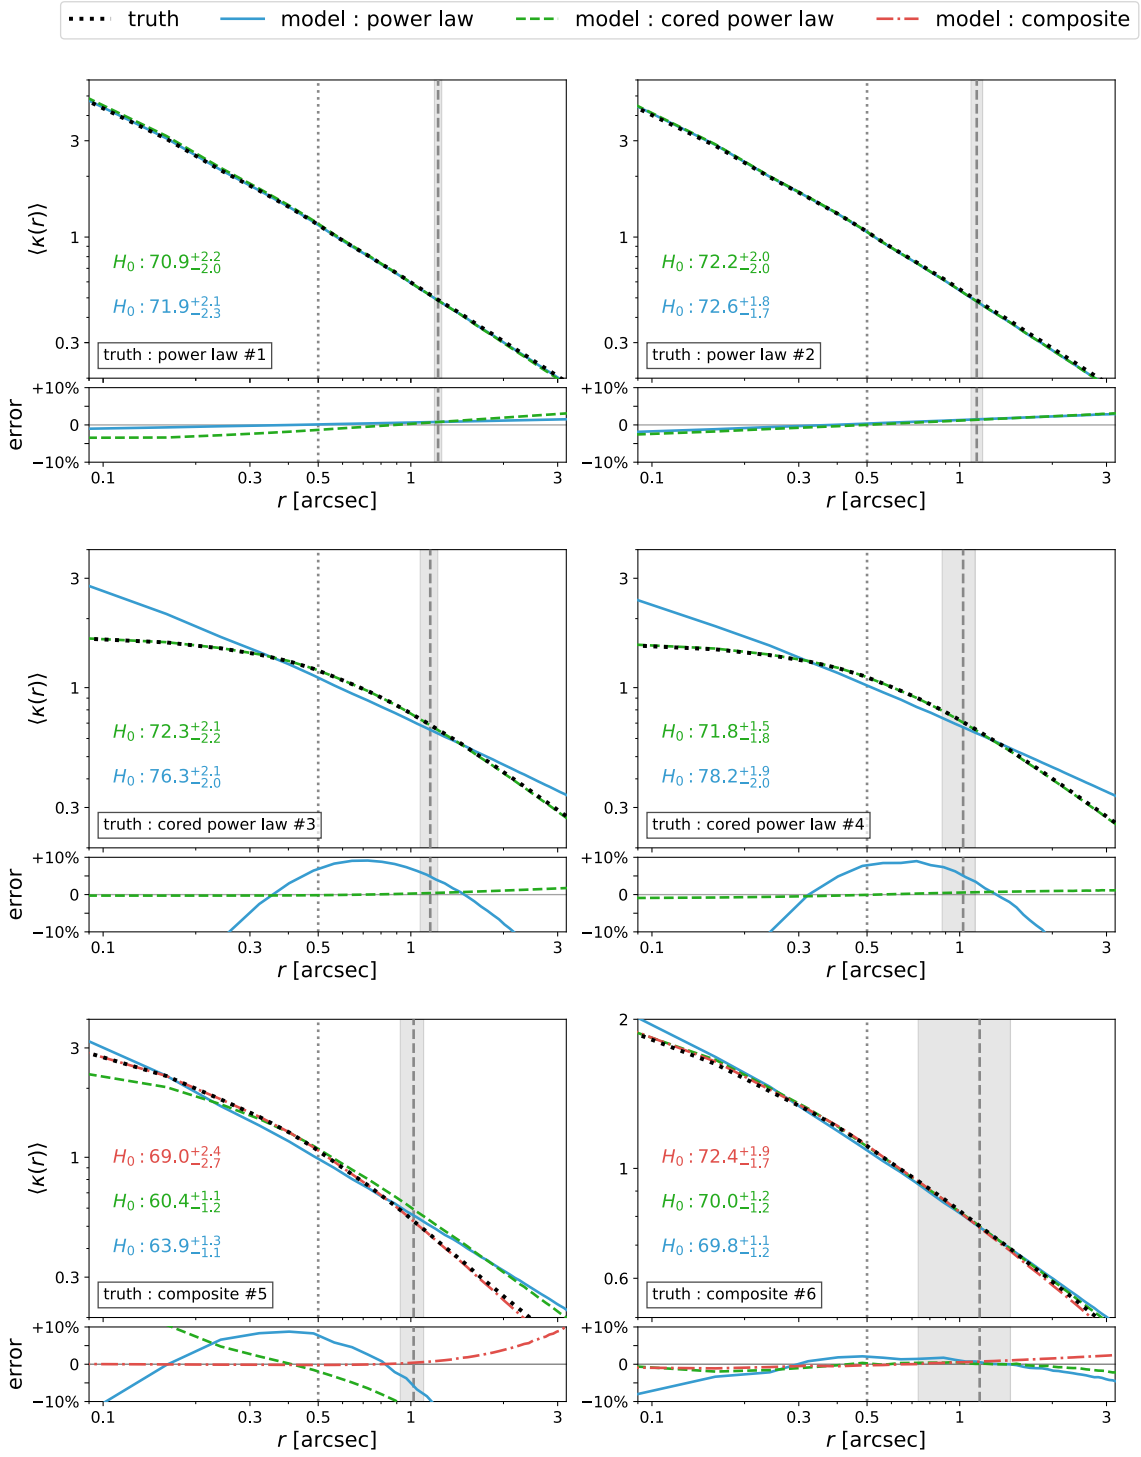 truth model : power law model : cored power law model : composite
3
1
0.3
⟨κ(r)⟩
H₀ : 70.9 +2.2 −2.0
H₀ : 71.9 +2.1 −2.3
truth : power law #1
3
1
0.3
H₀ : 72.2 +2.0 −2.0
H₀ : 72.6 +1.8 −1.7
truth : power law #2
+10%
0
−10%
error
0.1 0.3 0.5 1 3
r [arcsec]
+10%
0
−10%
0.1 0.3 0.5 1 3
r [arcsec]
3
1
0.3
⟨κ(r)⟩
H₀ : 72.3 +2.1 −2.2
H₀ : 76.3 +2.1 −2.0
truth : cored power law #3
3
1
0.3
H₀ : 71.8 +1.5 −1.8
H₀ : 78.2 +1.9 −2.0
truth : cored power law #4
+10%
0
−10%
error
0.1 0.3 0.5 1 3
r [arcsec]
+10%
0
−10%
0.1 0.3 0.5 1 3
r [arcsec]
3
1
0.3
⟨κ(r)⟩
H₀ : 69.0 +2.4 −2.7
H₀ : 60.4 +1.1 −1.2
H₀ : 63.9 +1.3 −1.1
truth : composite #5
2
1
0.6
H₀ : 72.4 +1.9 −1.7
H₀ : 70.0 +1.2 −1.2
H₀ : 69.8 +1.1 −1.2
truth : composite #6
+10%
0
−10%
error
0.1 0.3 0.5 1 3
r [arcsec]
+10%
0
−10%
0.1 0.3 0.5 1 3
r [arcsec]